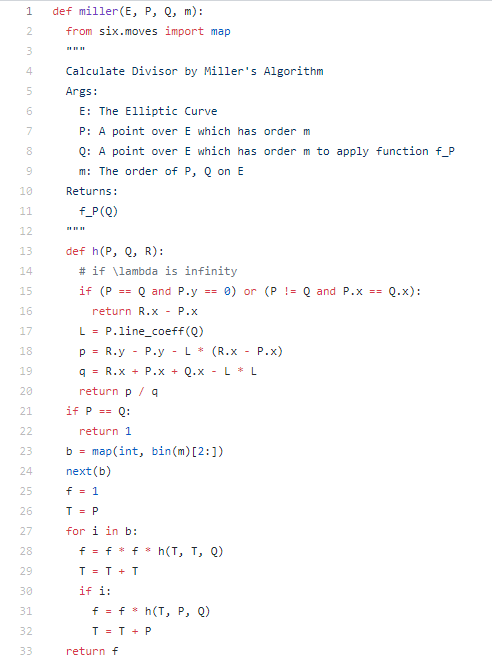 1 def miller(E, P, Q, m):
2   from six.moves import map
3   """
4   Calculate Divisor by Miller's Algorithm
5   Args:
6     E: The Elliptic Curve
7     P: A point over E which has order m
8     Q: A point over E which has order m to apply function f_P
9     m: The order of P, Q on E
10   Returns:
11     f_P(Q)
12   """
13   def h(P, Q, R):
14     # if \lambda is infinity
15     if (P == Q and P.y == 0) or (P != Q and P.x == Q.x):
16       return R.x - P.x
17     L = P.line_coeff(Q)
18     p = R.y - P.y - L * (R.x - P.x)
19     q = R.x + P.x + Q.x - L * L
20     return p / q
21   if P == Q:
22     return 1
23   b = map(int, bin(m)[2:])
24   next(b)
25   f = 1
26   T = P
27   for i in b:
28     f = f * f * h(T, T, Q)
29     T = T + T
30     if i:
31       f = f * h(T, P, Q)
32       T = T + P
33   return f